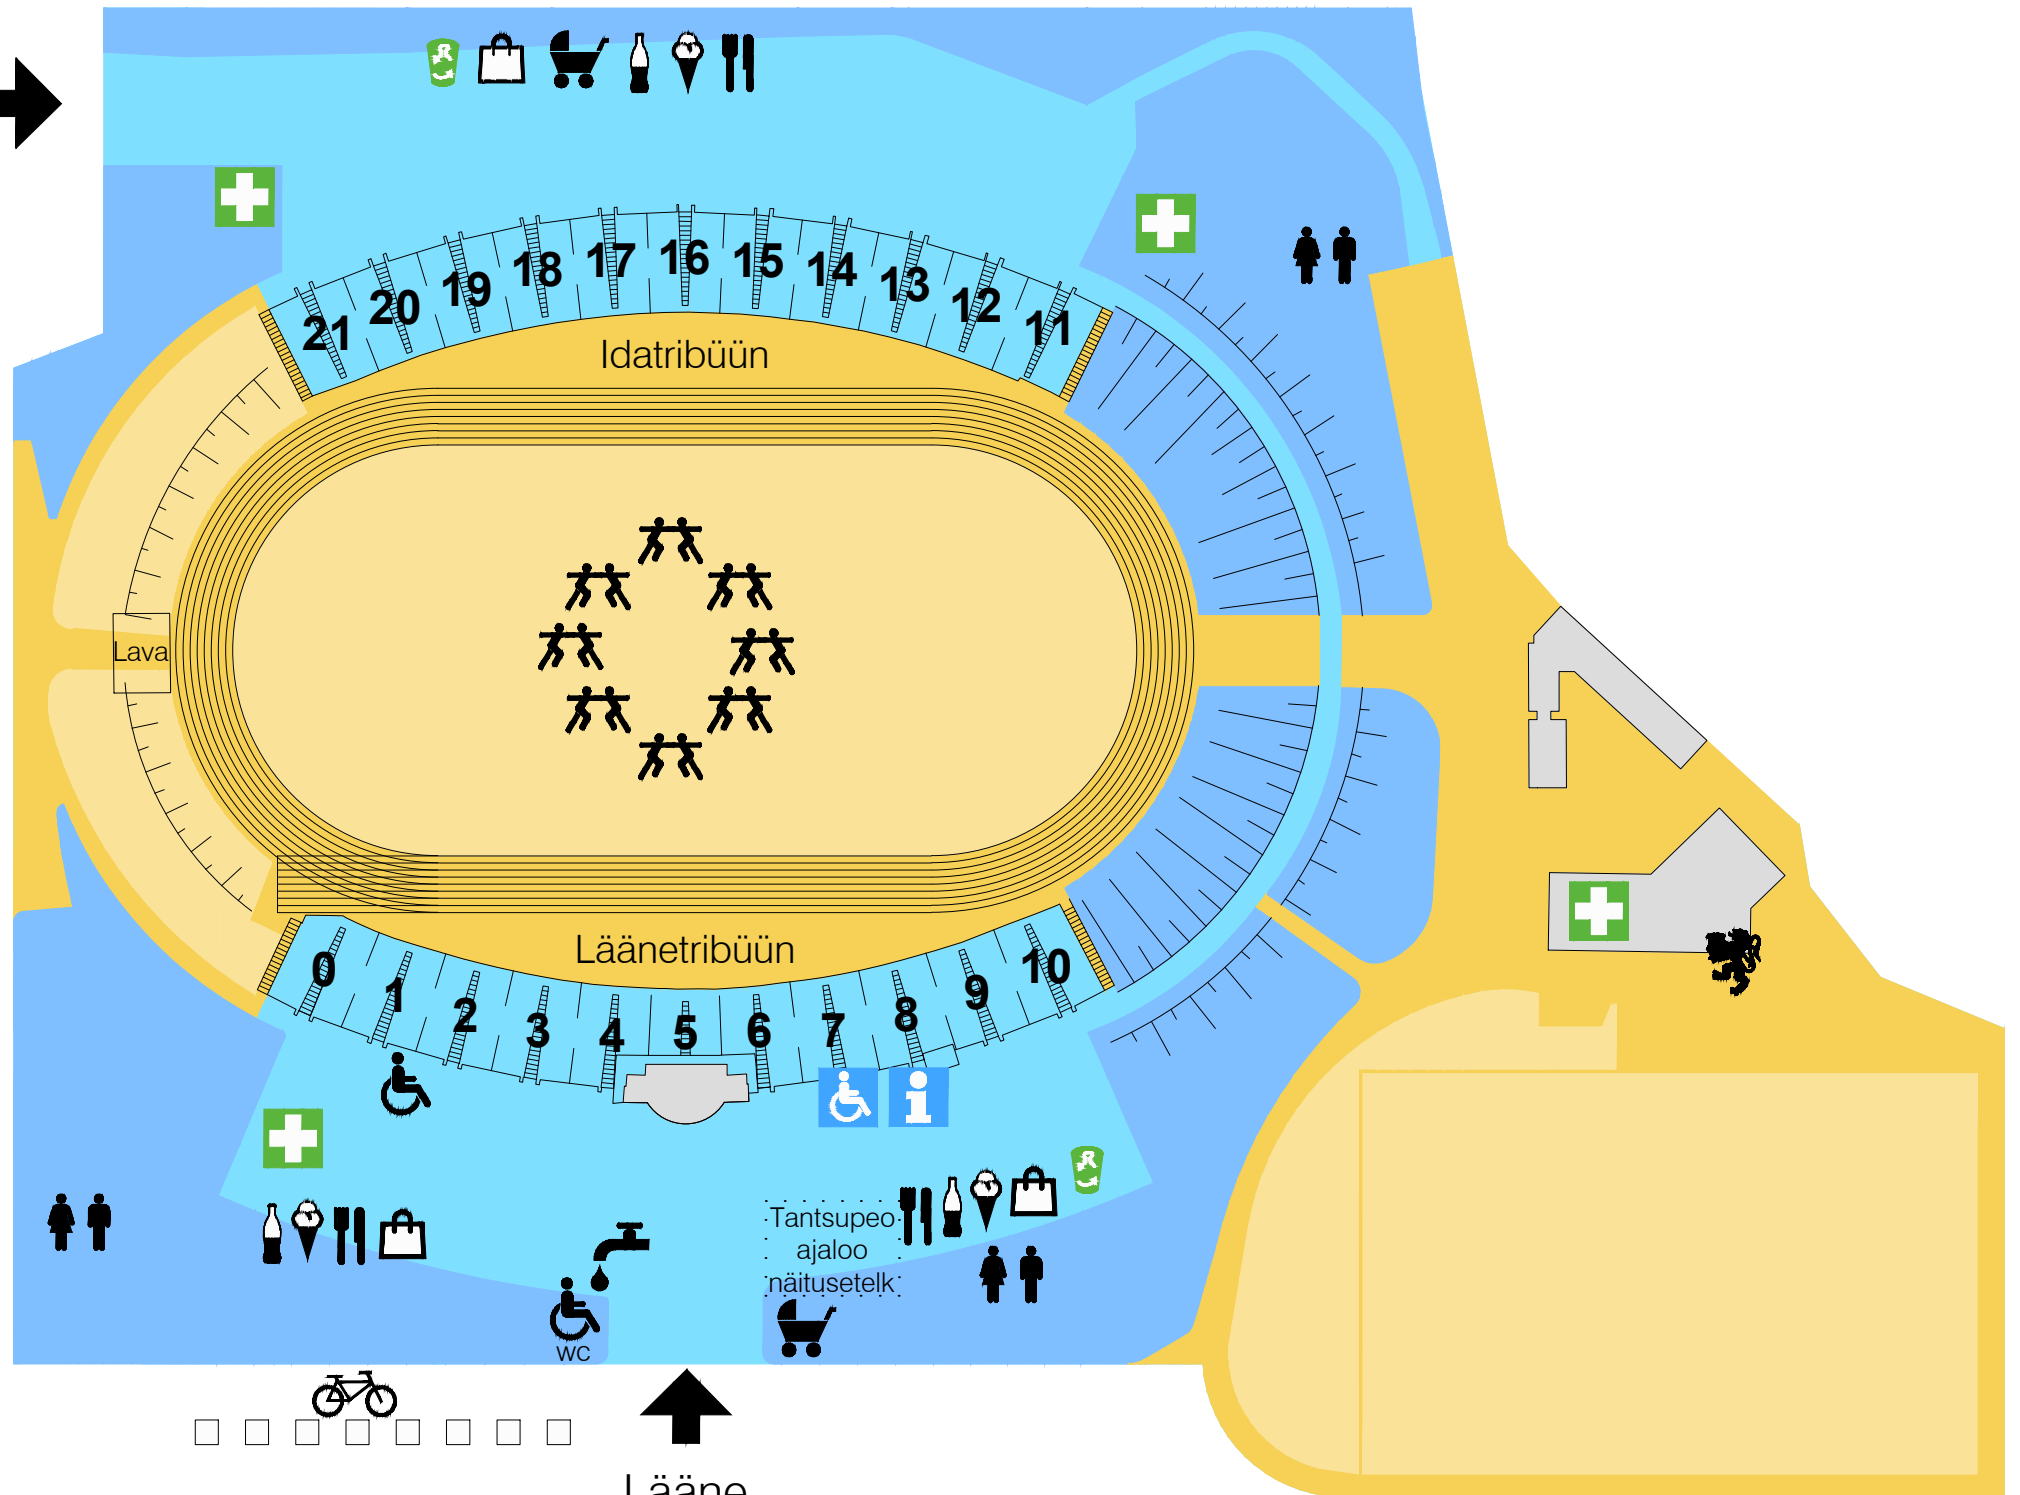 21 20 19 18 17 16 15 14 13 12 11
Idatribüün
Lava
Läänetribüün
0 1 2 3 4 5 6 7 8 9 10
Tantsupeo
ajaloo
näitusetelk
WC
Lääne